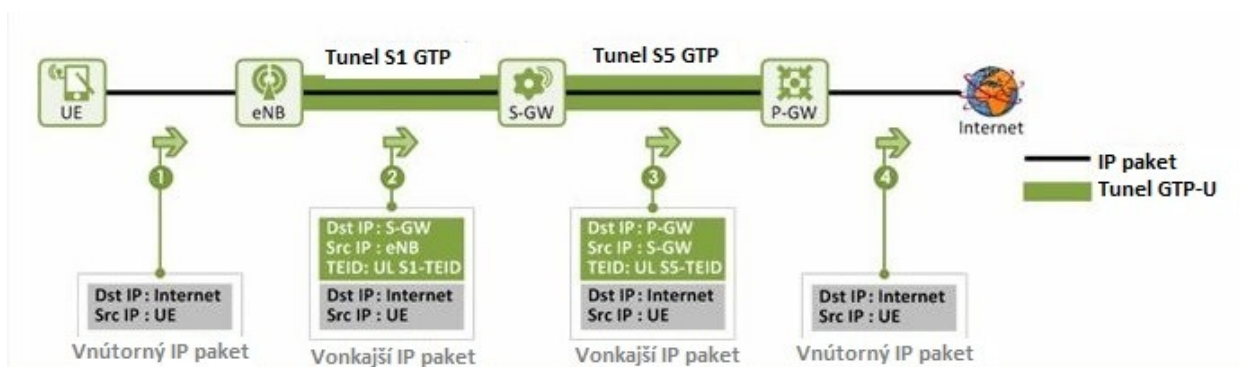 Tunel S1 GTP
Tunel S5 GTP
UE
eNB
S-GW
P-GW
Internet
IP paket
Tunel GTP-U
1
2
3
4
Dst IP : Internet
Src IP : UE
Vnútorný IP paket
Dst IP : S-GW
Src IP : eNB
TEID: UL S1-TEID
Dst IP : Internet
Src IP : UE
Vonkajší IP paket
Dst IP : P-GW
Src IP : S-GW
TEID: UL S5-TEID
Dst IP : Internet
Src IP : UE
Vonkajší IP paket
Dst IP : Internet
Src IP : UE
Vnútorný IP paket